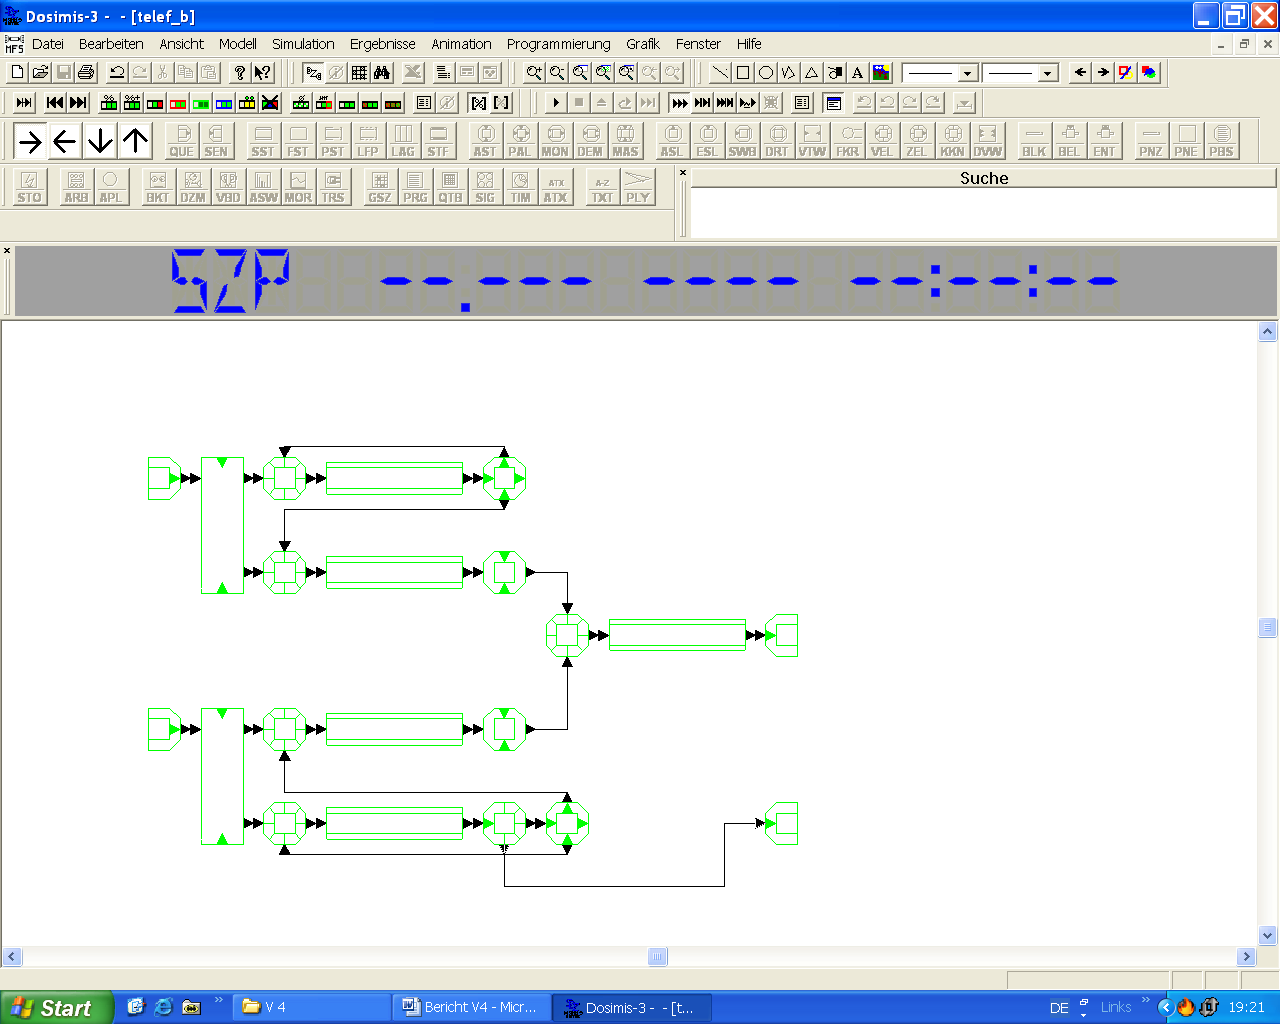 Dosimis-3 - - [telef_b]
MFS Datei Bearbeiten Ansicht Modell Simulation Ergebnisse Animation Programmierung Grafik Fenster Hilfe
QUE SEN SST FST PST LFP LAG STF AST PAL MON DEM MAS ASL ESL SWB DRT VTW FKR VEL ZEL KKN DVW BLK BEL ENT PNZ PNE PBS
STO ARB APL BKT DZM VBD ASW MOR TRS GSZ PRG QTB SIG TIM ATX TXT PLY
Suche
SZP --.--- ---- --:--:--
Start V 4 Bericht V4 - Micr... Dosimis-3 - - [t... DE Links 19:21